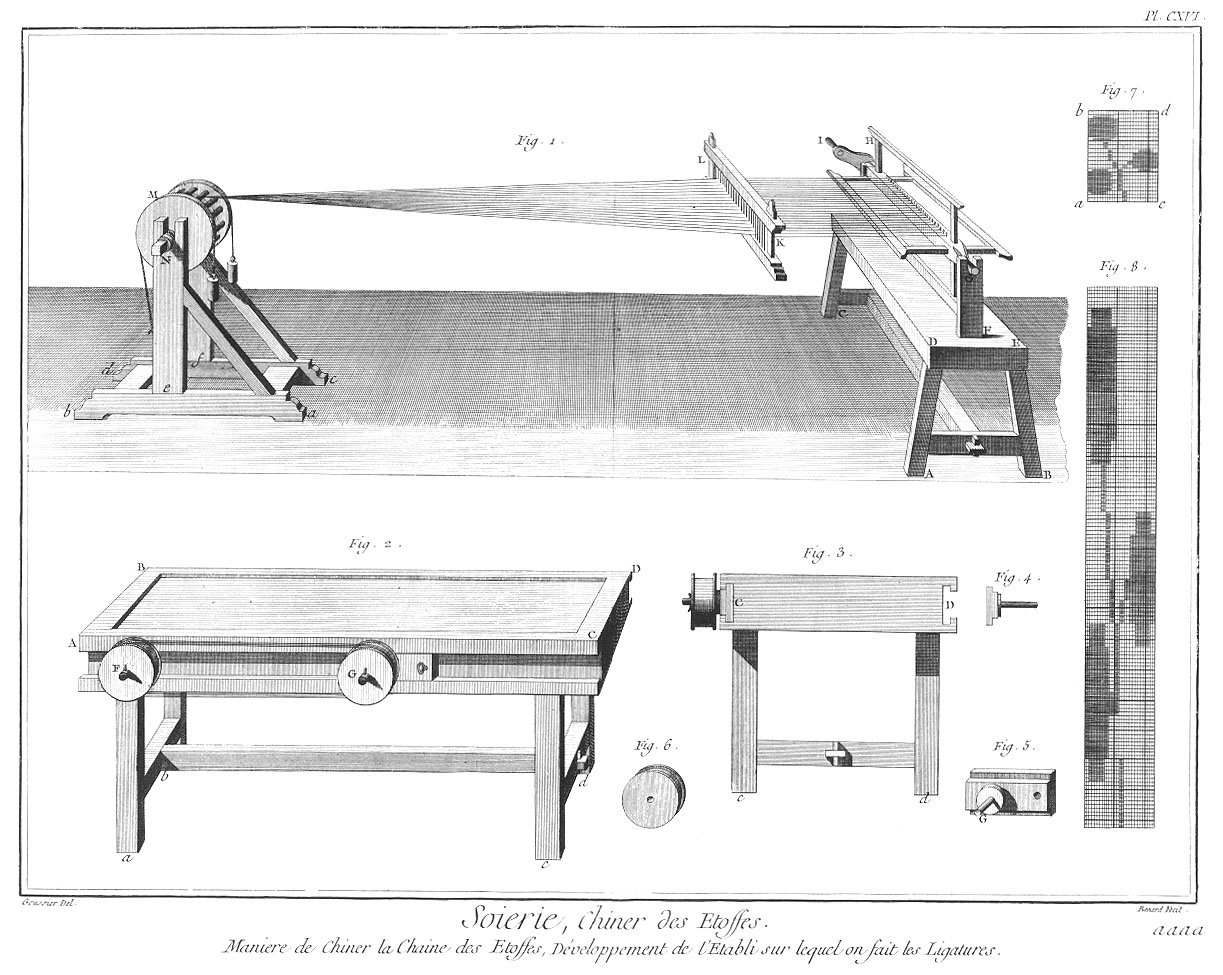 Pl. CXVI.
Fig. 7.
b d
a c
Fig. 1.
I H
L
M
K
N
C
F
D E
f
d c
e
b a
A B
Fig. 8.
Fig. 2.
B D
A C
F G
b d
a c
Fig. 3.
C D
c d
Fig. 4.
Fig. 6.
Fig. 5.
G
Goussier Del.
Benard Fecit.
Soierie, Chiner des Etoffes.
aaaa
Maniere de Chiner la Chaine des Etoffes, Développement de l'Etabli sur lequel on fait les Ligatures.